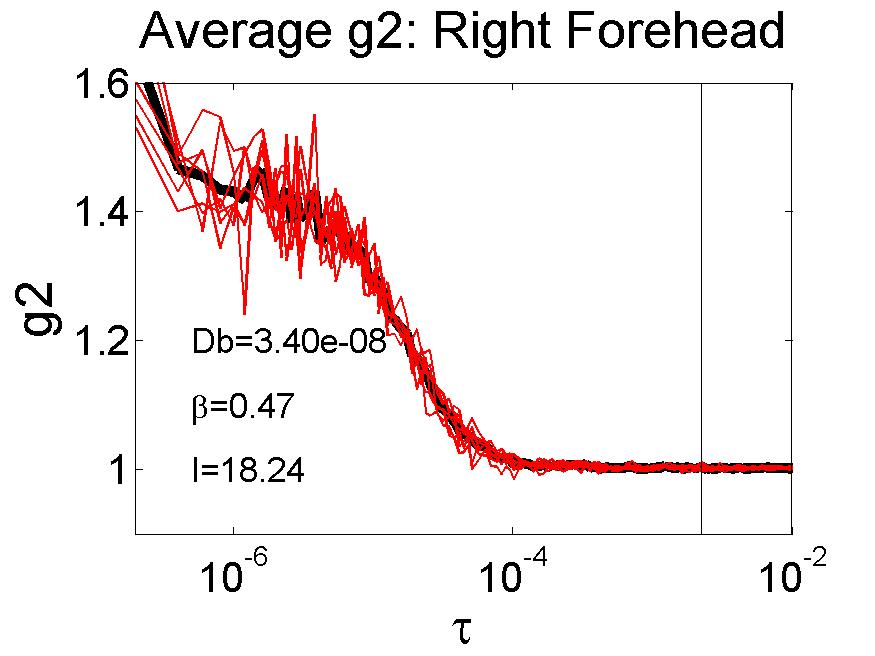 Average g2: Right Forehead
1.6
1.4
1.2
1
g2
Db=3.40e-08
β=0.47
I=18.24
10^-6
10^-4
10^-2
τ